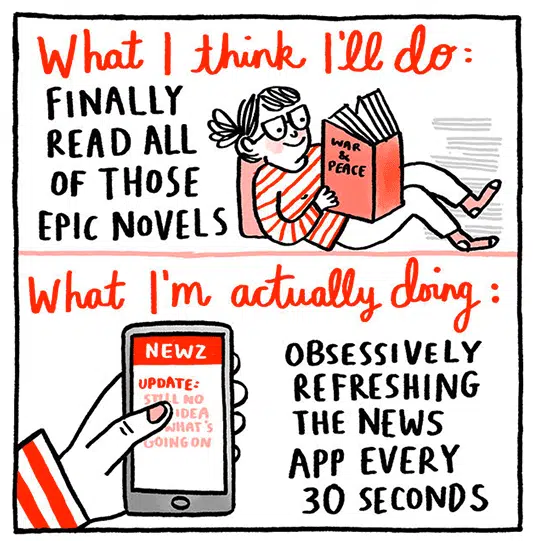 What I think I'll do:
FINALLY
READ ALL
OF THOSE
EPIC NOVELS
WAR
&
PEACE
What I'm actually doing:
NEWZ
UPDATE:
STILL NO
IDEA
WHAT'S
GOING ON
OBSESSIVELY
REFRESHING
THE NEWS
APP EVERY
30 SECONDS